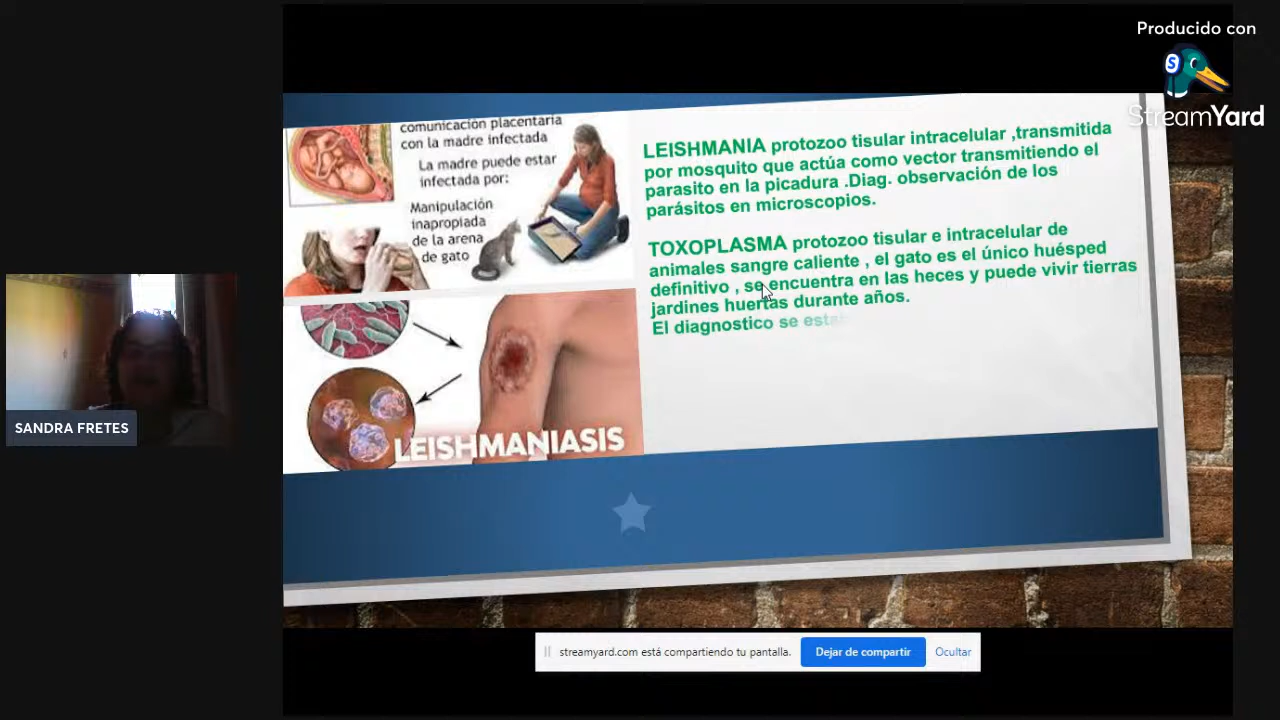 Producido con
StreamYard
comunicación placentaria
con la madre infectada
La madre puede estar
infectada por:
Manipulación
inapropiada
de la arena
de gato
LEISHMANIASIS
LEISHMANIA protozoo tisular intracelular ,transmitida
por mosquito que actúa como vector transmitiendo el
parasito en la picadura .Diag. observación de los
parásitos en microscopios.
TOXOPLASMA protozoo tisular e intracelular de
animales sangre caliente , el gato es el único huésped
definitivo , se encuentra en las heces y puede vivir tierras
jardines huertas durante años.
El diagnostico se
SANDRA FRETES
streamyard.com está compartiendo tu pantalla.
Dejar de compartir
Ocultar